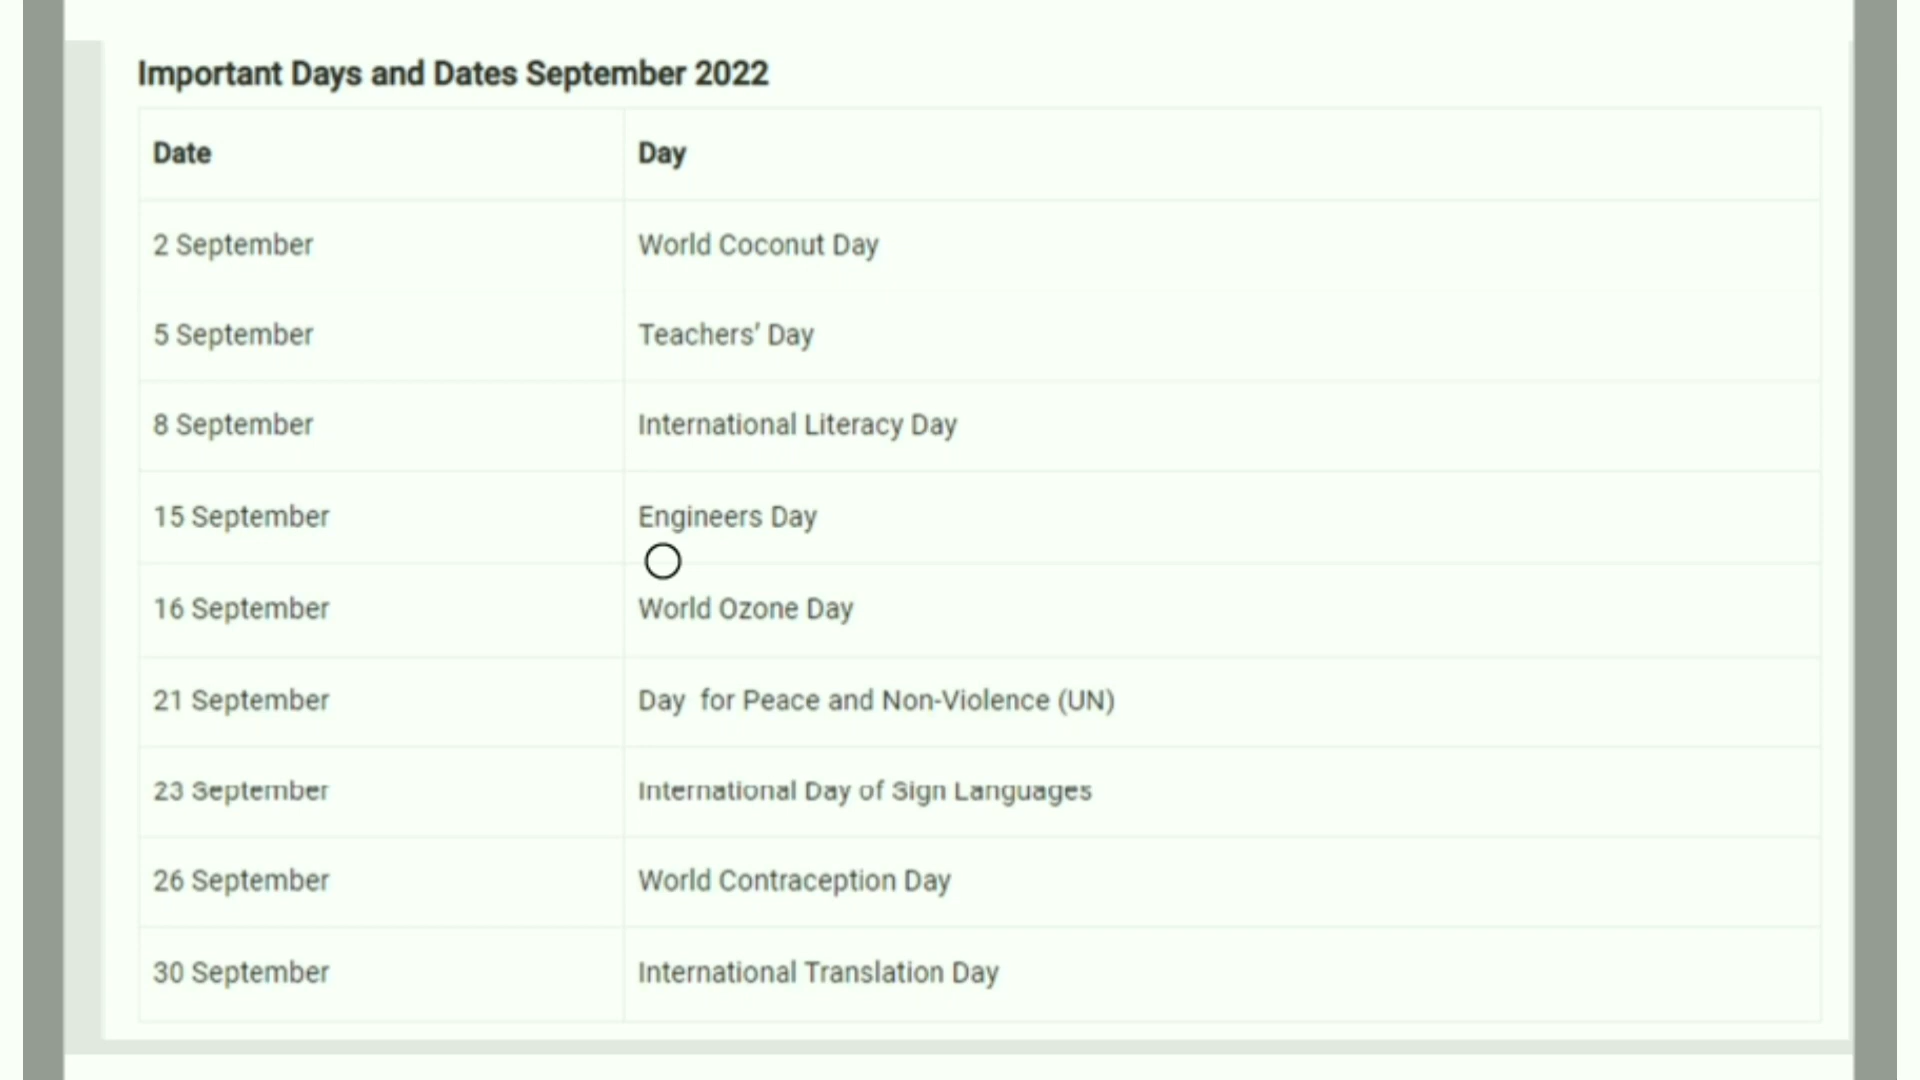 Important Days and Dates September 2022
Date Day
2 September World Coconut Day
5 September Teachers’ Day
8 September International Literacy Day
15 September Engineers Day
16 September World Ozone Day
21 September Day for Peace and Non-Violence (UN)
23 September International Day of Sign Languages
26 September World Contraception Day
30 September International Translation Day